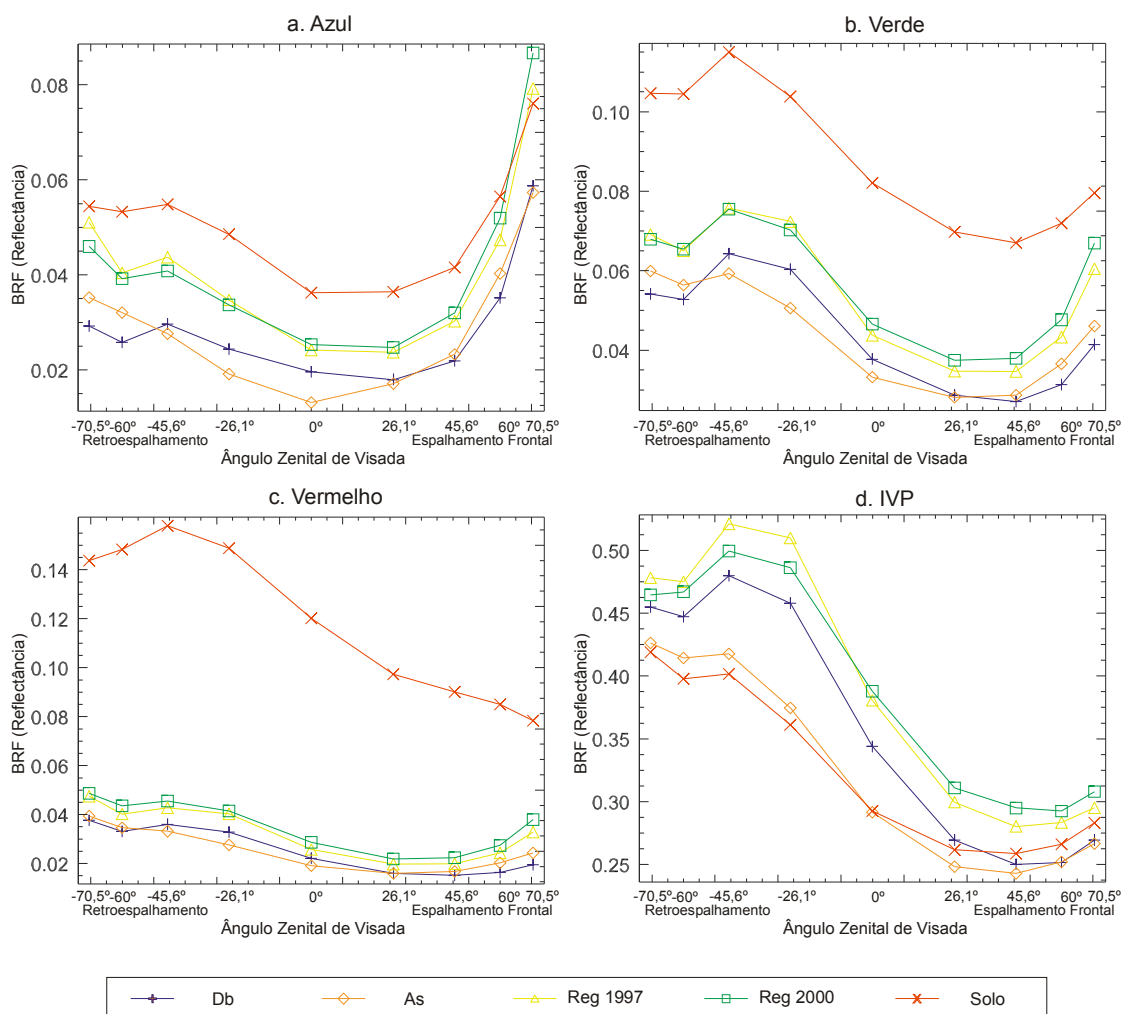 a. Azul
BRF (Reflectância)
0.08
0.06
0.04
0.02
-70,5º -60º -45,6º -26,1º 0º 26,1º 45,6º 60º 70,5º
Retroespalhamento Espalhamento Frontal
Ângulo Zenital de Visada
b. Verde
BRF (Reflectância)
0.10
0.08
0.06
0.04
-70,5º -60º -45,6º -26,1º 0º 26,1º 45,6º 60º 70,5º
Retroespalhamento Espalhamento Frontal
Ângulo Zenital de Visada
c. Vermelho
BRF (Reflectância)
0.14
0.12
0.10
0.08
0.06
0.04
0.02
-70,5º -60º -45,6º -26,1º 0º 26,1º 45,6º 60º 70,5º
Retroespalhamento Espalhamento Frontal
Ângulo Zenital de Visada
d. IVP
BRF (Reflectância)
0.50
0.45
0.40
0.35
0.30
0.25
-70,5º -60º -45,6º -26,1º 0º 26,1º 45,6º 60º 70,5º
Retroespalhamento Espalhamento Frontal
Ângulo Zenital de Visada
Db As Reg 1997 Reg 2000 Solo